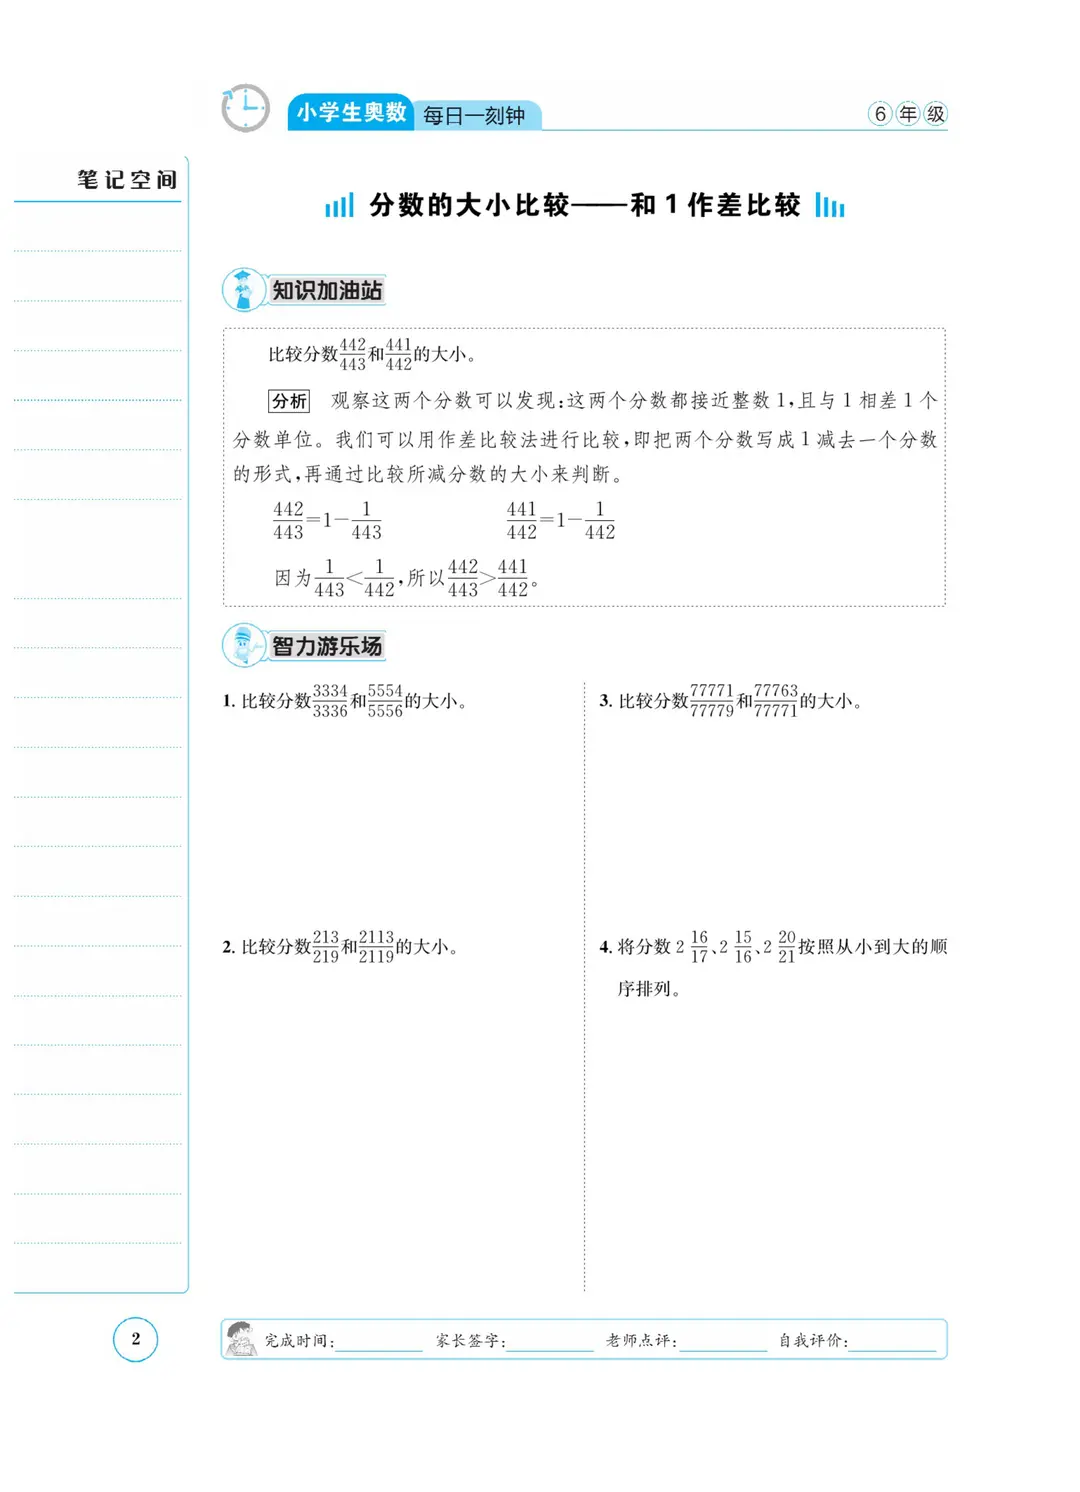 小学生奥数 每日一刻钟
6年级
笔记空间
分数的大小比较——和1作差比较
知识加油站
比较分数442/443和441/442的大小。
分析 观察这两个分数可以发现:这两个分数都接近整数1,且与1相差1个
分数单位。我们可以用作差比较法进行比较,即把两个分数写成1减去一个分数
的形式,再通过比较所减分数的大小来判断。
442/443=1-1/443 441/442=1-1/442
因为1/443<1/442,所以442/443>441/442。
智力游乐场
1. 比较分数3334/3336和5554/5556的大小。
2. 比较分数213/219和2113/2119的大小。
3. 比较分数77771/77779和77763/77771的大小。
4. 将分数2 16/17、2 15/16、2 20/21按照从小到大的顺
序排列。
2
完成时间: 家长签字: 老师点评: 自我评价: